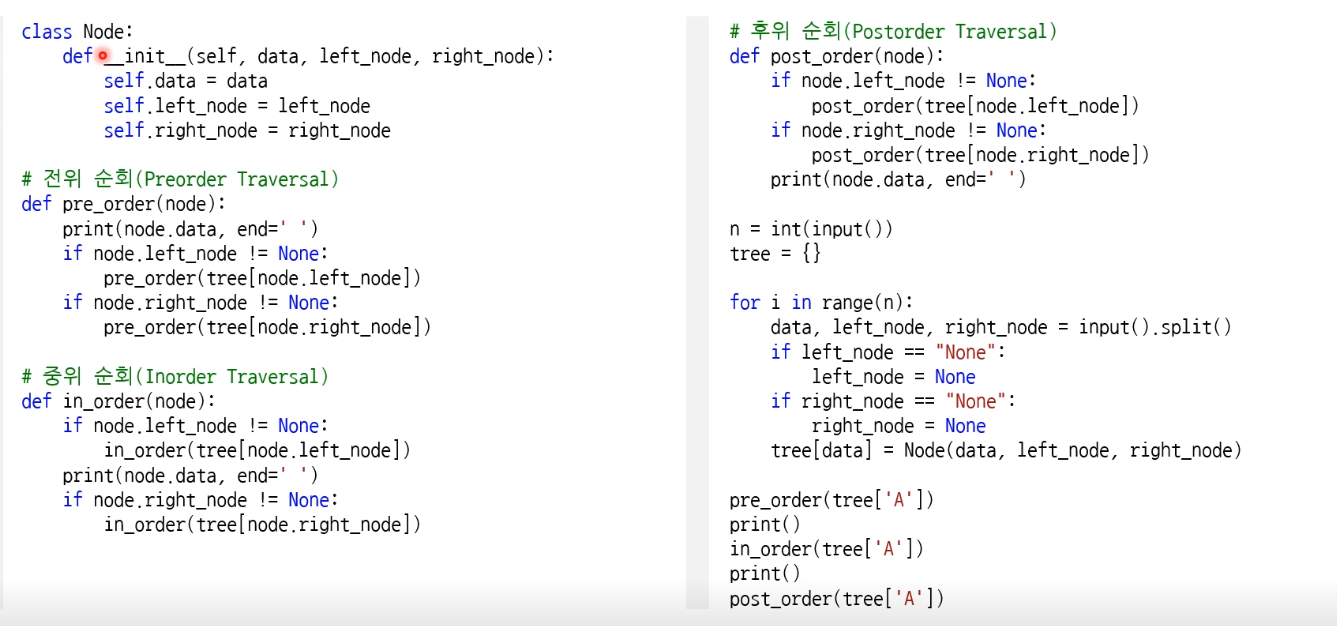 class Node:
    def __init__(self, data, left_node, right_node):
        self.data = data
        self.left_node = left_node
        self.right_node = right_node

# 전위 순회(Preorder Traversal)
def pre_order(node):
    print(node.data, end=' ')
    if node.left_node != None:
        pre_order(tree[node.left_node])
    if node.right_node != None:
        pre_order(tree[node.right_node])

# 중위 순회(Inorder Traversal)
def in_order(node):
    if node.left_node != None:
        in_order(tree[node.left_node])
    print(node.data, end=' ')
    if node.right_node != None:
        in_order(tree[node.right_node])

# 후위 순회(Postorder Traversal)
def post_order(node):
    if node.left_node != None:
        post_order(tree[node.left_node])
    if node.right_node != None:
        post_order(tree[node.right_node])
    print(node.data, end=' ')

n = int(input())
tree = {}

for i in range(n):
    data, left_node, right_node = input().split()
    if left_node == "None":
        left_node = None
    if right_node == "None":
        right_node = None
    tree[data] = Node(data, left_node, right_node)

pre_order(tree['A'])
print()
in_order(tree['A'])
print()
post_order(tree['A'])